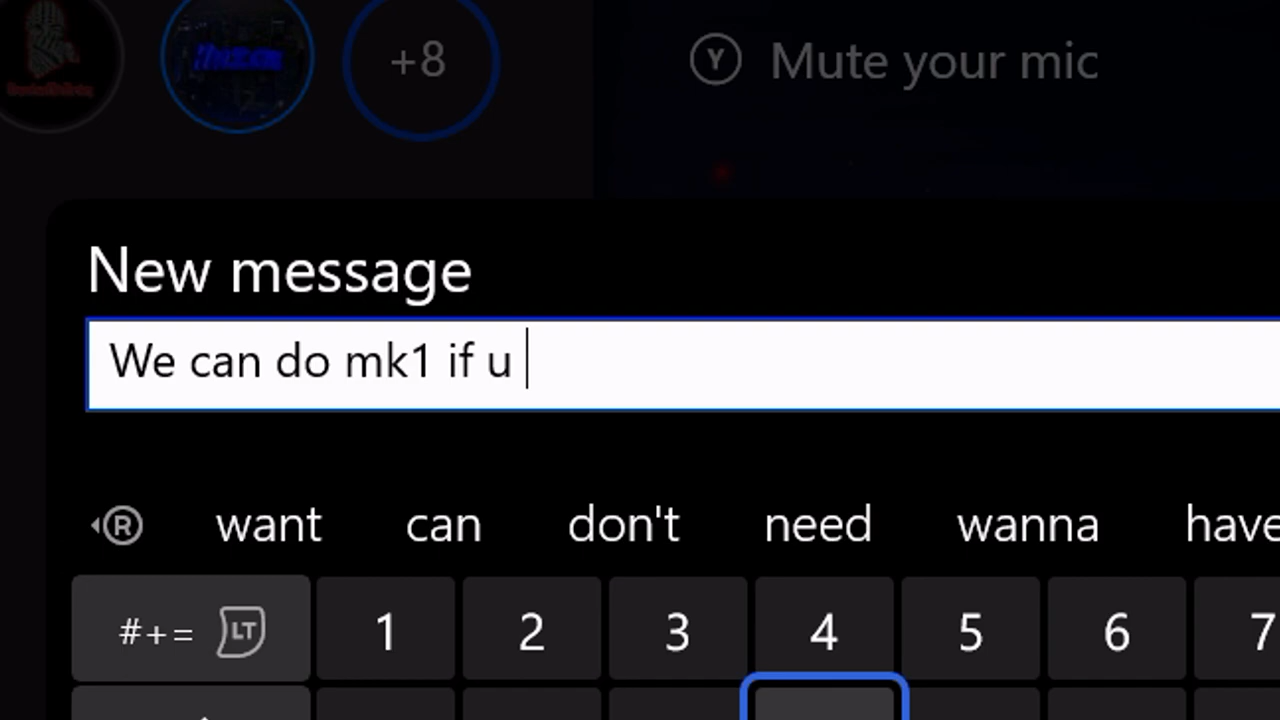 +8
Y Mute your mic
New message
We can do mk1 if u
R want can don't need wanna have
#+= LT 1 2 3 4 5 6 7